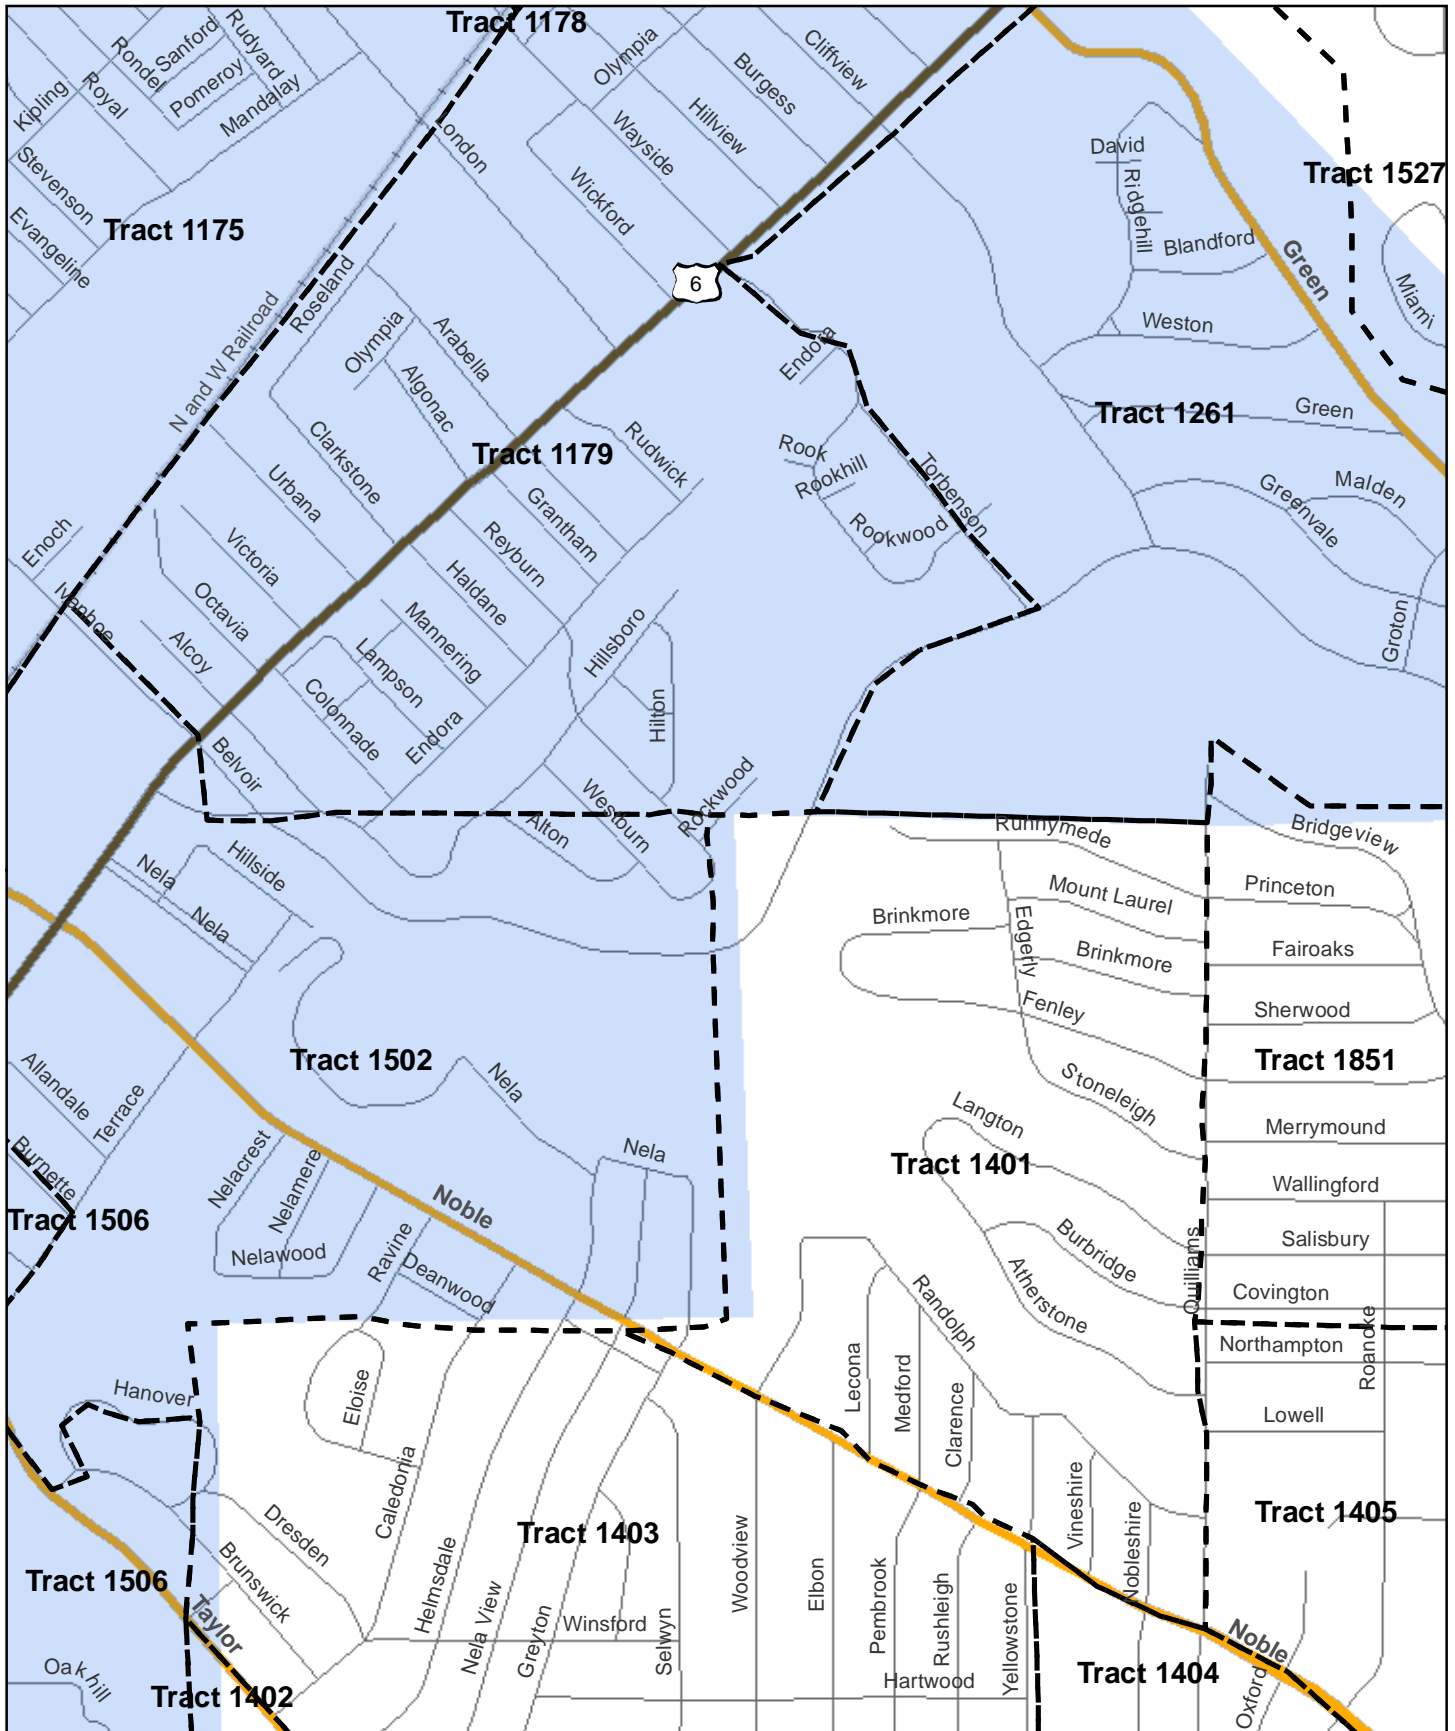 Tract 1178
Sanford
Rudyard
Rondel
Pomeroy
Mandalay
Kipling
Royal
Stevenson
Evangeline
Tract 1175
Olympia
Burgess
Cliffview
Hillview
Wayside
London
Wickford
David
Ridgehill
Blandford
Green
Weston
Tract 1527
Miami
6
N and W Railroad
Roseland
Olympia
Arabella
Algonac
Endora
Tract 1261
Green
Clarkstone
Tract 1179
Rudwick
Rook
Rookhill
Rookwood
Torbenson
Greenvale
Malden
Groton
Urbana
Victoria
Octavia
Alcoy
Enoch
Ivanhoe
Grantham
Reyburn
Haldane
Mannering
Lampson
Colonnade
Endora
Hillsboro
Hilton
Belvoir
Rockwood
Westburn
Alton
Nela
Hillside
Nela
Runnymede
Bridgeview
Mount Laurel
Princeton
Brinkmore
Edgerly
Brinkmore
Fairoaks
Fenley
Sherwood
Tract 1502
Nela
Tract 1851
Allandale
Terrace
Stoneleigh
Langton
Merrymound
Burnette
Nelacrest
Nelamere
Nela
Tract 1401
Wallingford
Tract 1506
Noble
Nelawood
Ravine
Deanwood
Burbridge
Atherstone
Quilliams
Salisbury
Covington
Northampton
Roanoke
Randolph
Hanover
Eloise
Lecona
Medford
Clarence
Lowell
Caledonia
Dresden
Brunswick
Tract 1403
Vineshire
Nobleshire
Tract 1405
Tract 1506
Taylor
Helmsdale
Nela View
Greyton
Winsford
Selwyn
Woodview
Elbon
Pembrook
Rushleigh
Yellowstone
Hartwood
Noble
Oakhill
Tract 1402
Tract 1404
Oxford